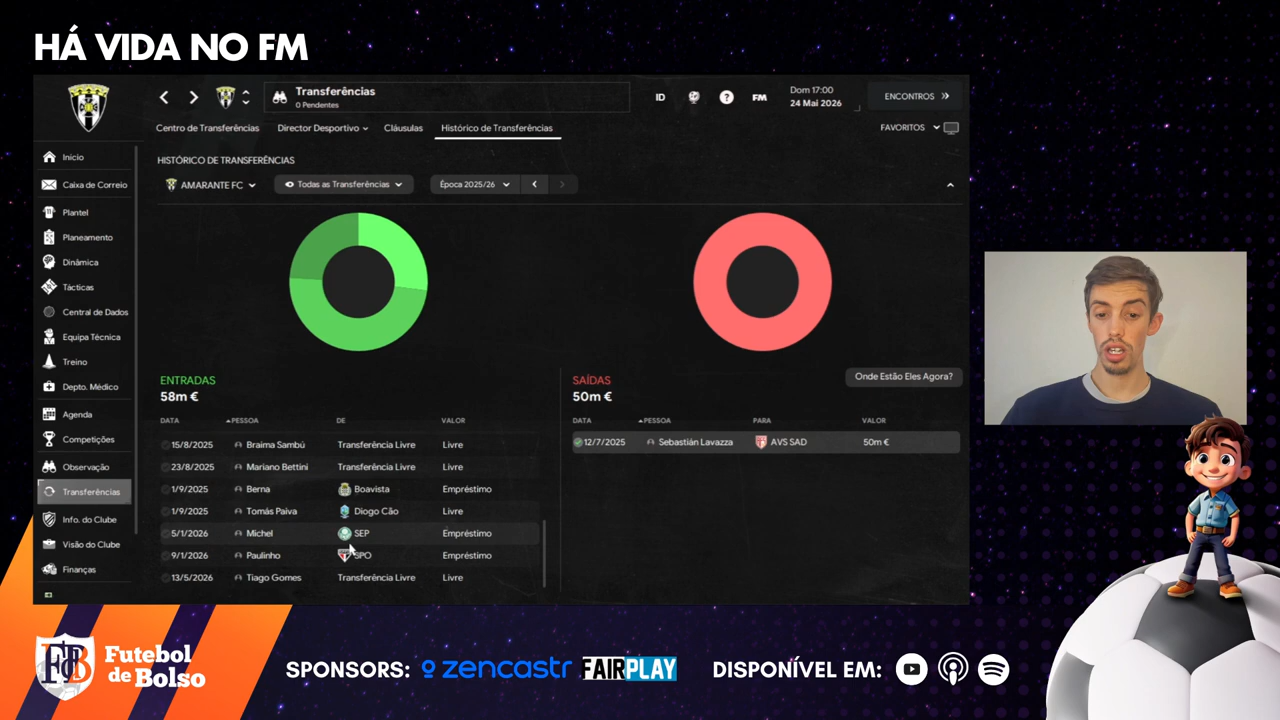 HÁ VIDA NO FM
Transferências
0 Pendentes
ID
FM
Dom 17:00
24 Mai 2026
ENCONTROS
Centro de Transferências
Director Desportivo
Cláusulas
Histórico de Transferências
FAVORITOS
Início
Caixa de Correio
Plantel
Planeamento
Dinâmica
Tácticas
Central de Dados
Equipa Técnica
Treino
Depto. Médico
Agenda
Competições
Observação
Transferências
Info. do Clube
Visão do Clube
Finanças
HISTÓRICO DE TRANSFERÊNCIAS
AMARANTE FC
Todas as Transferências
Época 2025/26
ENTRADAS
58m €
DATA PESSOA DE VALOR
15/8/2025 Braima Sambú Transferência Livre Livre
23/8/2025 Mariano Bettini Transferência Livre Livre
1/9/2025 Berna Boavista Empréstimo
1/9/2025 Tomás Paiva Diogo Cão Livre
5/1/2026 Michel SEP Empréstimo
9/1/2026 Paulinho SPO Empréstimo
13/5/2026 Tiago Gomes Transferência Livre Livre
SAÍDAS
50m €
Onde Estão Eles Agora?
DATA PESSOA PARA VALOR
12/7/2025 Sebastián Lavazza AVS SAD 50m €
FdB
Futebol
de Bolso
SPONSORS: zencastr FAIRPLAY
DISPONÍVEL EM: